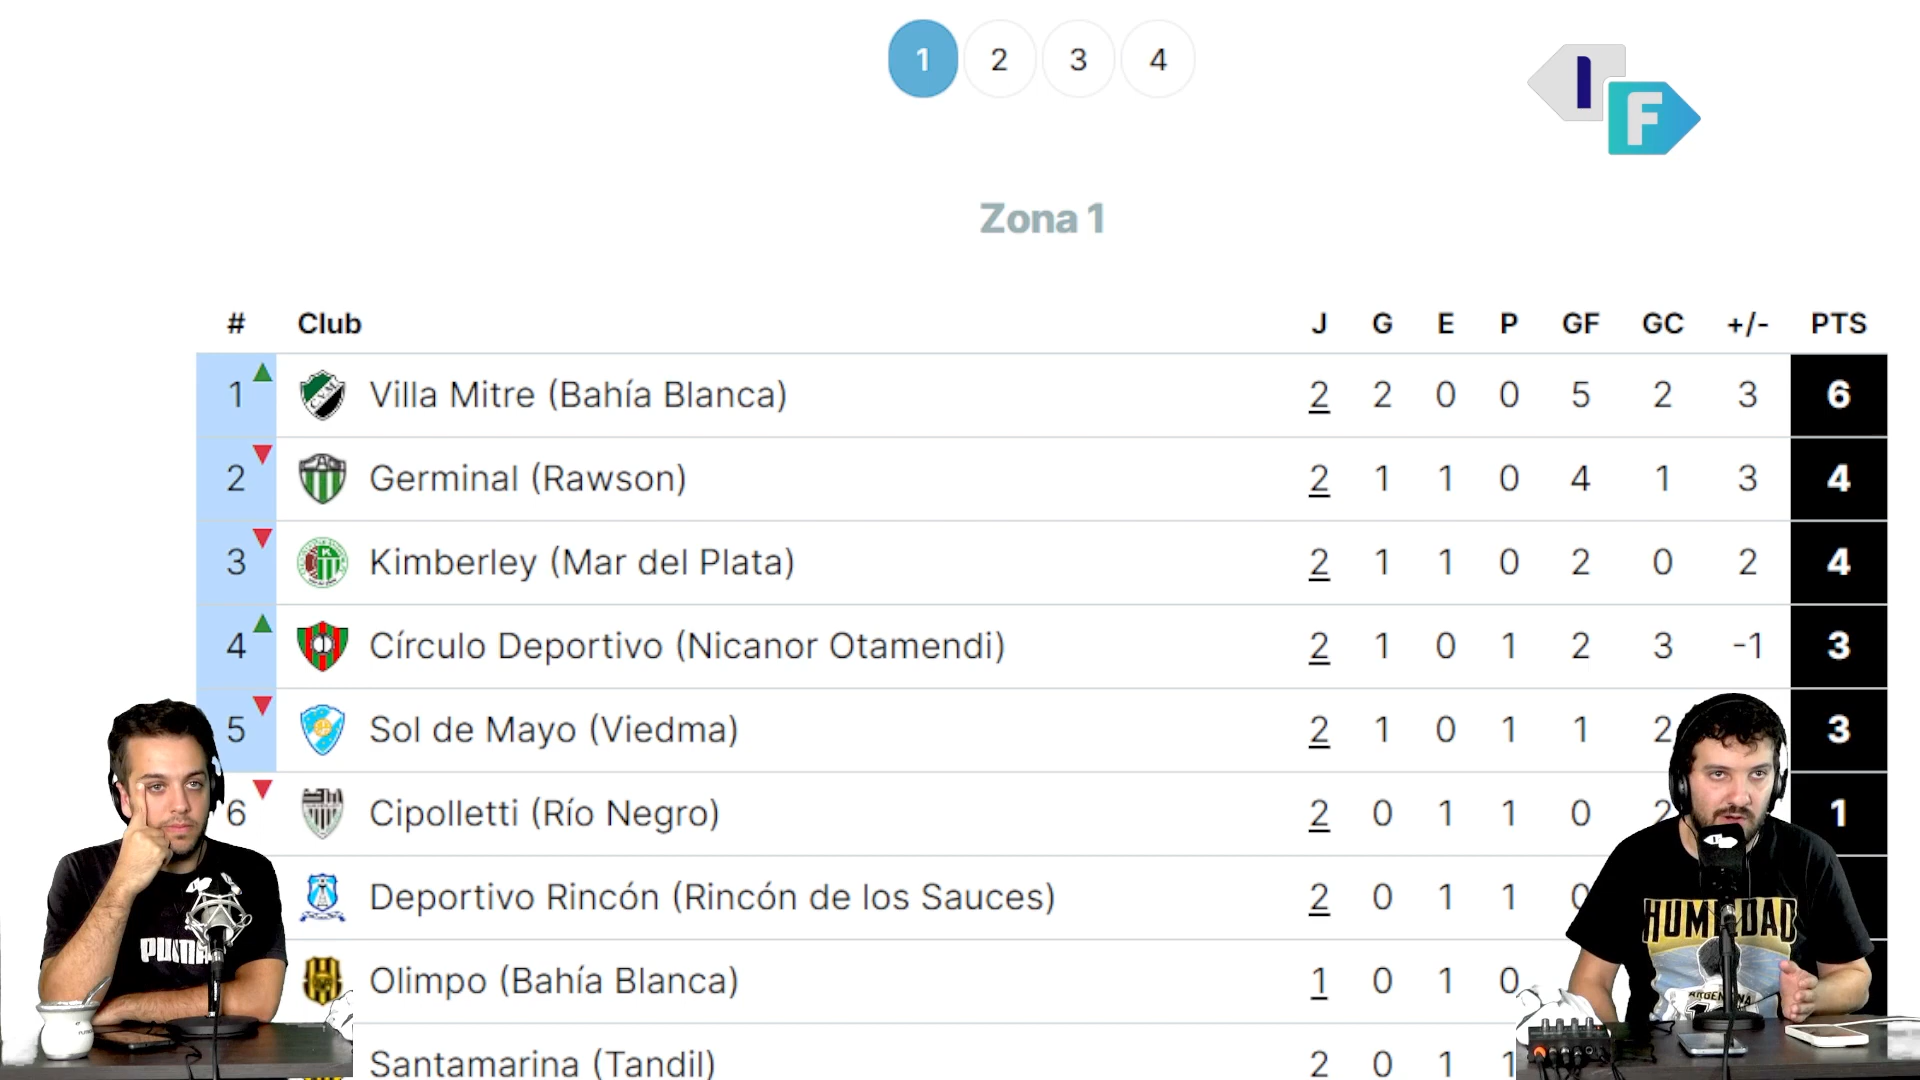 1 2 3 4
I F
Zona 1
# Club J G E P GF GC +/- PTS
1 Villa Mitre (Bahía Blanca) 2 2 0 0 5 2 3 6
2 Germinal (Rawson) 2 1 1 0 4 1 3 4
3 Kimberley (Mar del Plata) 2 1 1 0 2 0 2 4
4 Círculo Deportivo (Nicanor Otamendi) 2 1 0 1 2 3 -1 3
5 Sol de Mayo (Viedma) 2 1 0 1 1 2 3
6 Cipolletti (Río Negro) 2 0 1 1 0 2 1
Deportivo Rincón (Rincón de los Sauces) 2 0 1 1 0
Olimpo (Bahía Blanca) 1 0 1 0
Santamarina (Tandil) 2 0 1 1
PUMA
HUMEDAD
ARGENTINA